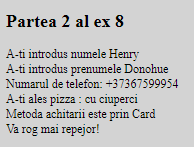 Partea 2 al ex 8
A-ti introdus numele Henry
A-ti introdus prenumele Donohue
Numarul de telefon: +37367599954
A-ti ales pizza : cu ciuperci
Metoda achitarii este prin Card
Va rog mai repejor!